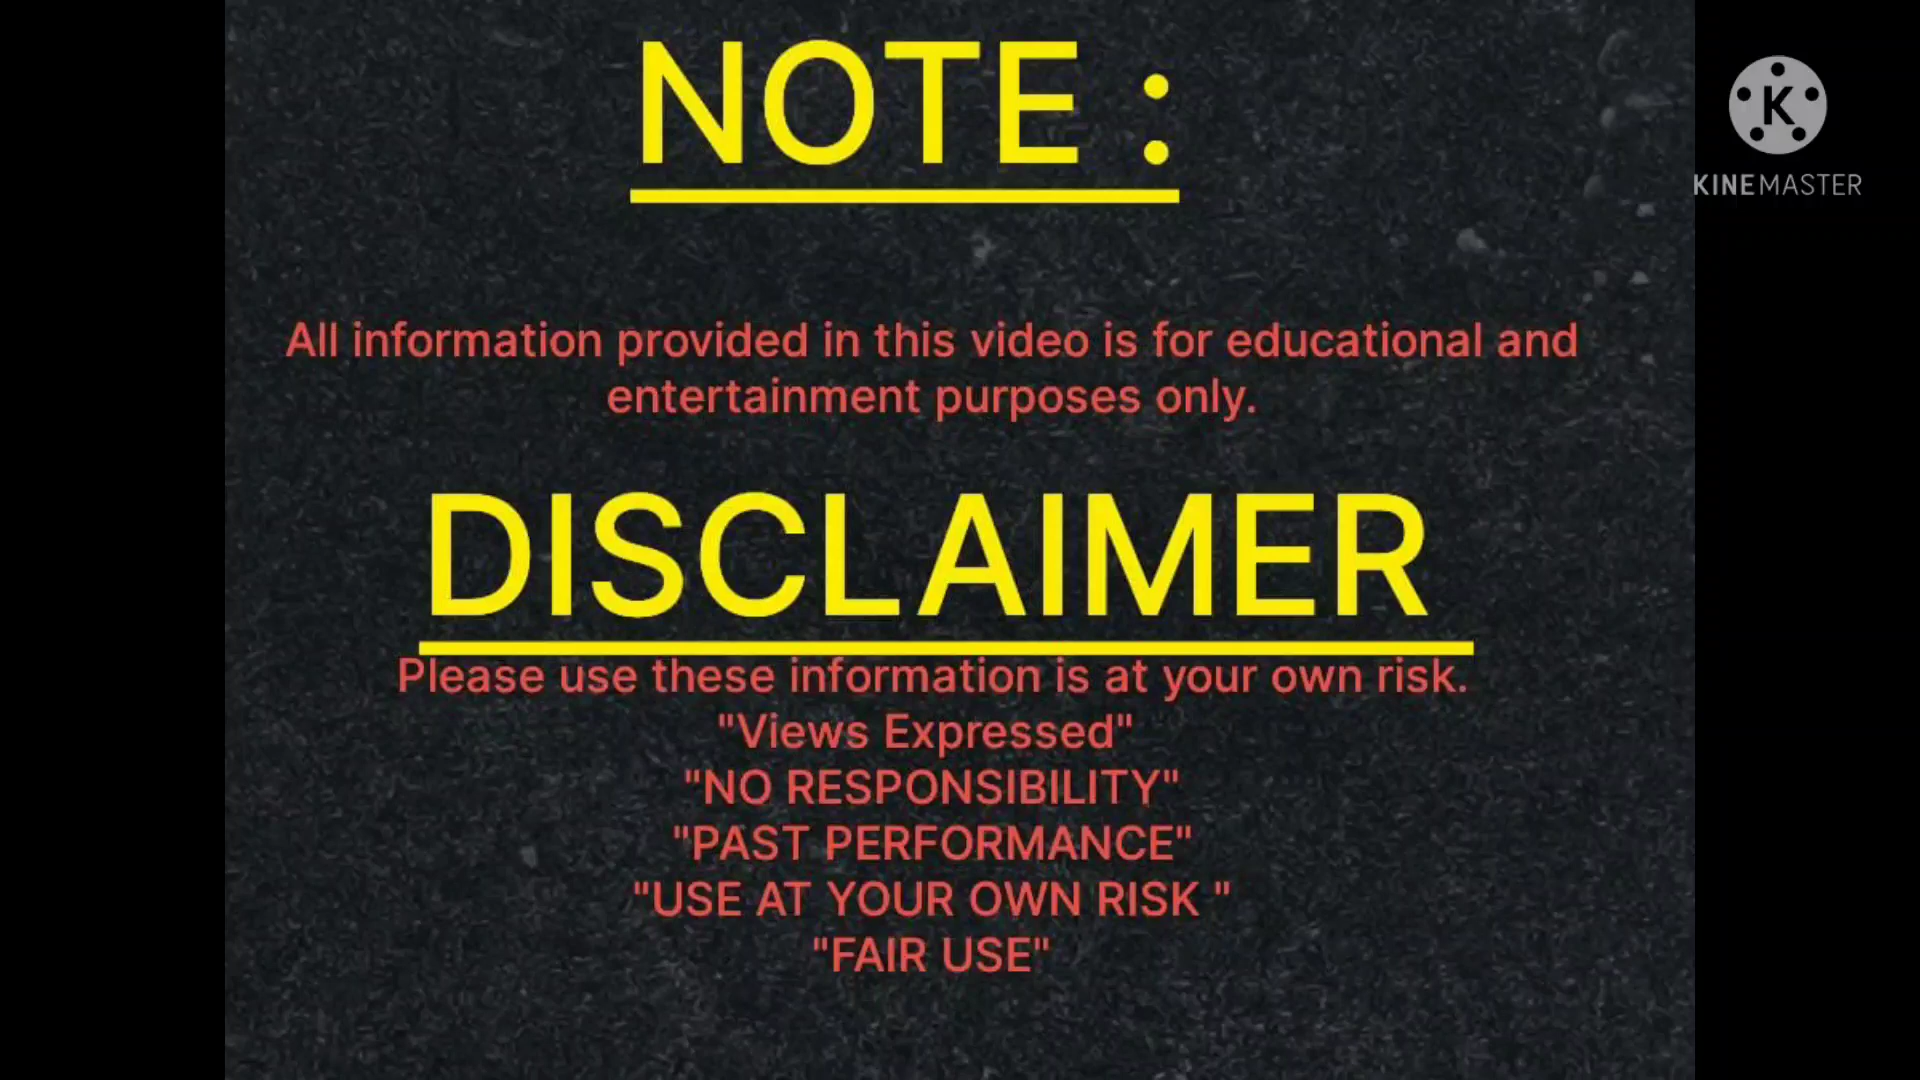 NOTE :
K
KINEMASTER
All information provided in this video is for educational and
entertainment purposes only.
DISCLAIMER
Please use these information is at your own risk.
"Views Expressed"
"NO RESPONSIBILITY"
"PAST PERFORMANCE"
"USE AT YOUR OWN RISK "
"FAIR USE"